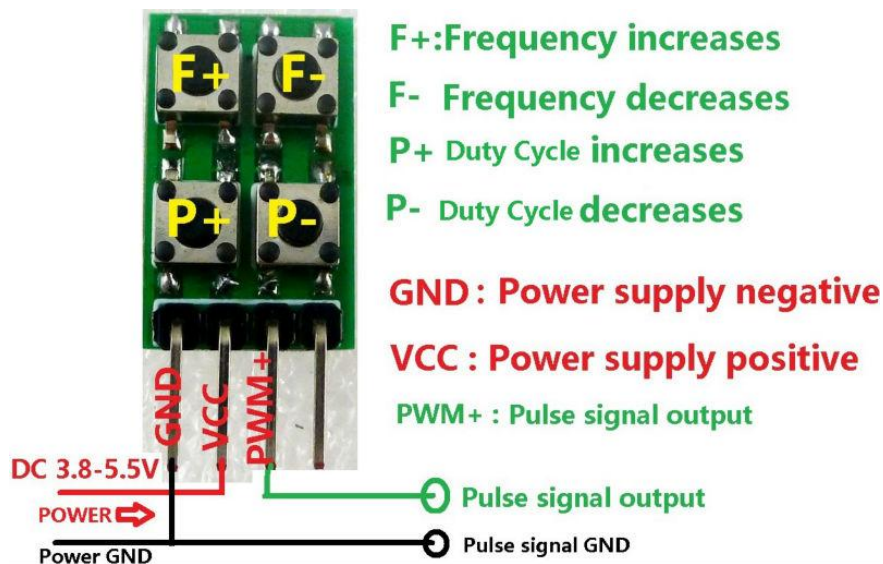 F+ F-
P+ P-
F+:Frequency increases
F- Frequency decreases
P+ Duty Cycle increases
P- Duty Cycle decreases
GND : Power supply negative
VCC : Power supply positive
PWM+ : Pulse signal output
GND
VCC
PWM+
DC 3.8-5.5V
POWER
Power GND
Pulse signal output
Pulse signal GND